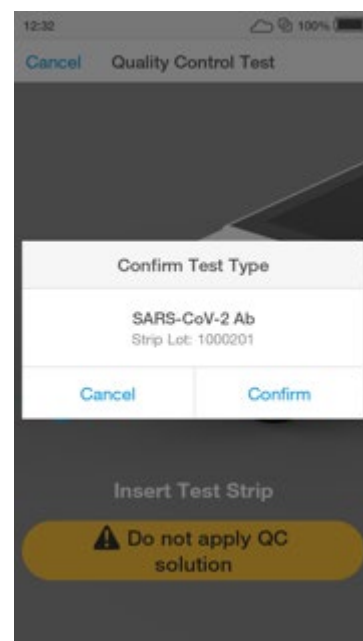 12:32
100%
Cancel
Quality Control Test
Confirm Test Type
SARS-CoV-2 Ab
Strip Lot: 1000201
Cancel
Confirm
Insert Test Strip
Do not apply QC
solution